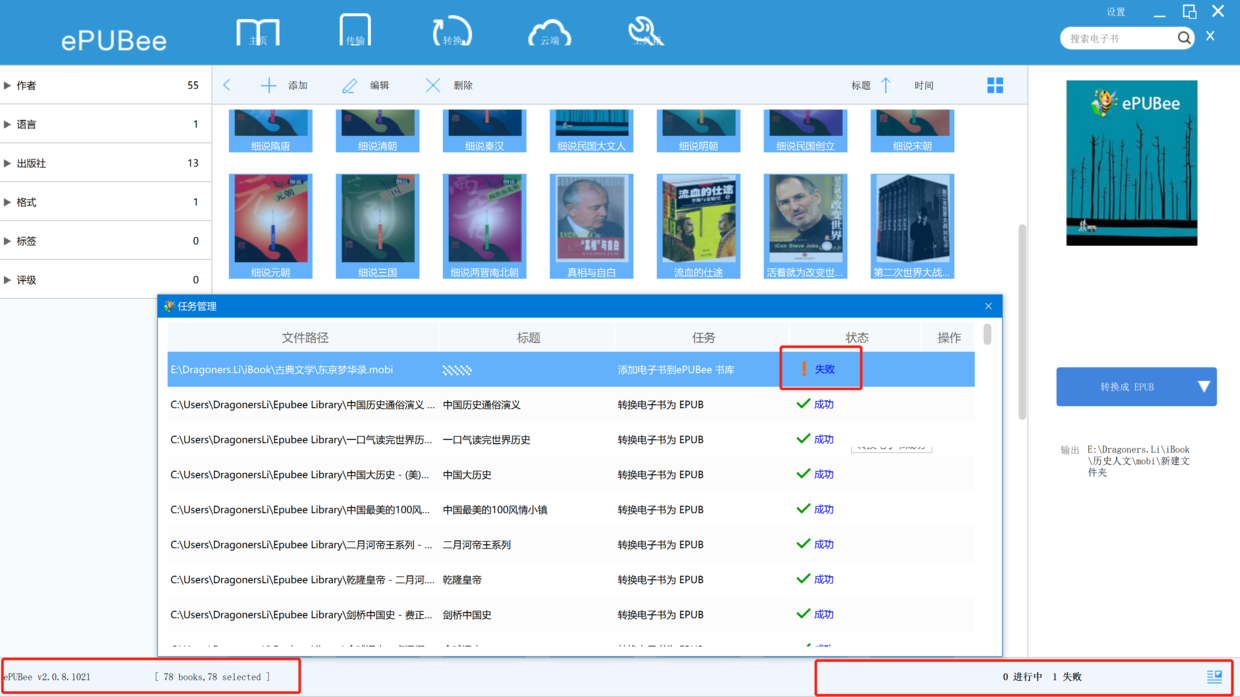 ePUBee
主页
传输
转换
云端
设置
搜索电子书
作者 55
语言 1
出版社 13
格式 1
标签 0
评级 0
添加
编辑
删除
标题
时间
细说隋唐
细说清朝
细说秦汉
细说民国大文人
细说明朝
细说民国创立
细说宋朝
细说元朝
细说三国
细说两晋南北朝
真相与自白
流血的仕途
活着就为改变世...
第二次世界大战...
ePUBee
转换成 EPUB
输出 E:\Dragoners.Li\iBook
\历史人文\mobi\新建文
件夹
任务管理
文件路径 标题 任务 状态 操作
E:\Dragoners.Li\iBook\古典文学\东京梦华录.mobi 添加电子书到ePUBee 书库 失败
C:\Users\DragonersLi\Epubee Library\中国历史通俗演义 ... 中国历史通俗演义 转换电子书为 EPUB 成功
C:\Users\DragonersLi\Epubee Library\一口气读完世界历... 一口气读完世界历史 转换电子书为 EPUB 成功
C:\Users\DragonersLi\Epubee Library\中国大历史 - (美)... 中国大历史 转换电子书为 EPUB 成功
C:\Users\DragonersLi\Epubee Library\中国最美的100风... 中国最美的100风情小镇 转换电子书为 EPUB 成功
C:\Users\DragonersLi\Epubee Library\二月河帝王系列 - ... 二月河帝王系列 转换电子书为 EPUB 成功
C:\Users\DragonersLi\Epubee Library\乾隆皇帝 - 二月河.... 乾隆皇帝 转换电子书为 EPUB 成功
C:\Users\DragonersLi\Epubee Library\剑桥中国史 - 费正... 剑桥中国史 转换电子书为 EPUB 成功
ePUBee v2.0.8.1021
[ 78 books,78 selected ]
0 进行中 1 失败